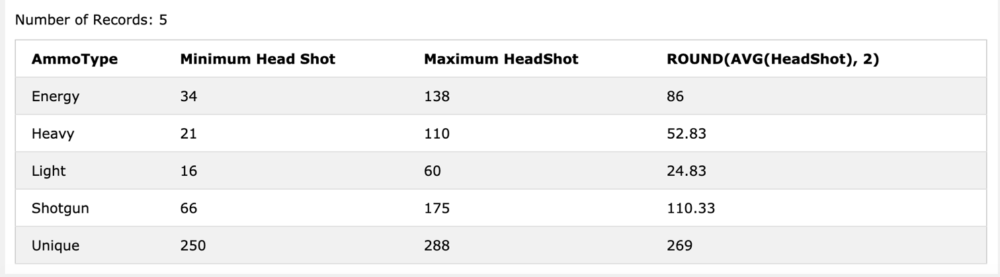 Number of Records: 5
AmmoType Minimum Head Shot Maximum HeadShot ROUND(AVG(HeadShot), 2)
Energy 34 138 86
Heavy 21 110 52.83
Light 16 60 24.83
Shotgun 66 175 110.33
Unique 250 288 269